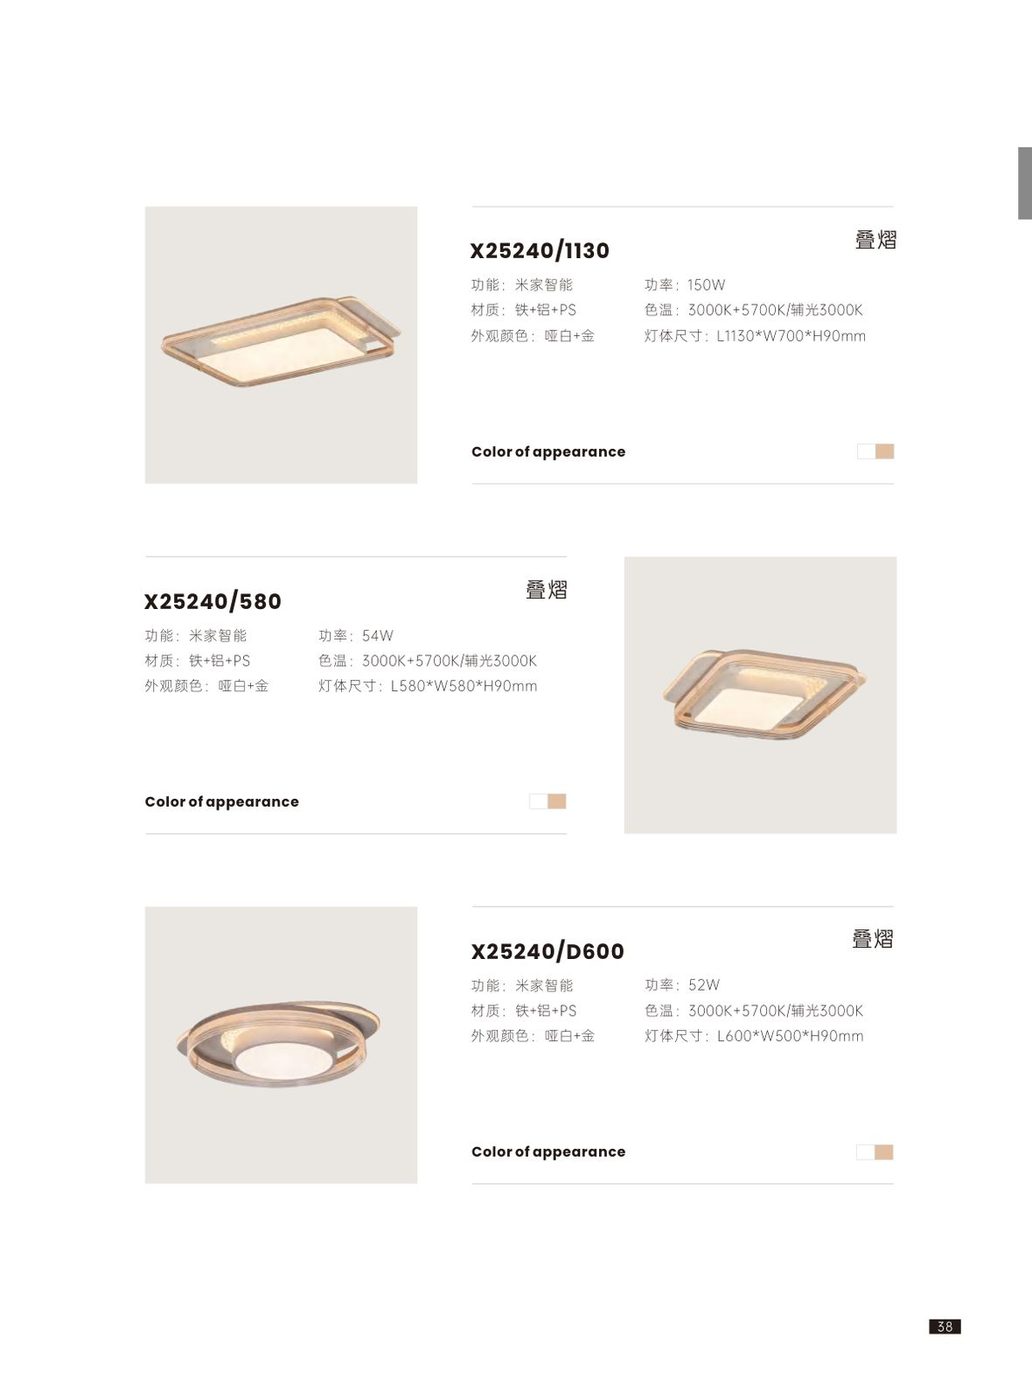 叠熠
X25240/1130
功能：米家智能 功率：150W
材质：铁+铝+PS 色温：3000K+5700K/辅光3000K
外观颜色：哑白+金 灯体尺寸：L1130*W700*H90mm
Color of appearance
叠熠
X25240/580
功能：米家智能 功率：54W
材质：铁+铝+PS 色温：3000K+5700K/辅光3000K
外观颜色：哑白+金 灯体尺寸：L580*W580*H90mm
Color of appearance
叠熠
X25240/D600
功能：米家智能 功率：52W
材质：铁+铝+PS 色温：3000K+5700K/辅光3000K
外观颜色：哑白+金 灯体尺寸：L600*W500*H90mm
Color of appearance
38